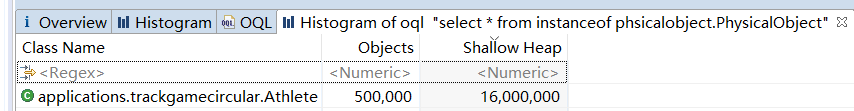 i Overview Histogram OQL OQL Histogram of oql "select * from instanceof phsicalobject.PhysicalObject"
Class Name Objects Shallow Heap
<Regex> <Numeric> <Numeric>
applications.trackgamecircular.Athlete 500,000 16,000,000